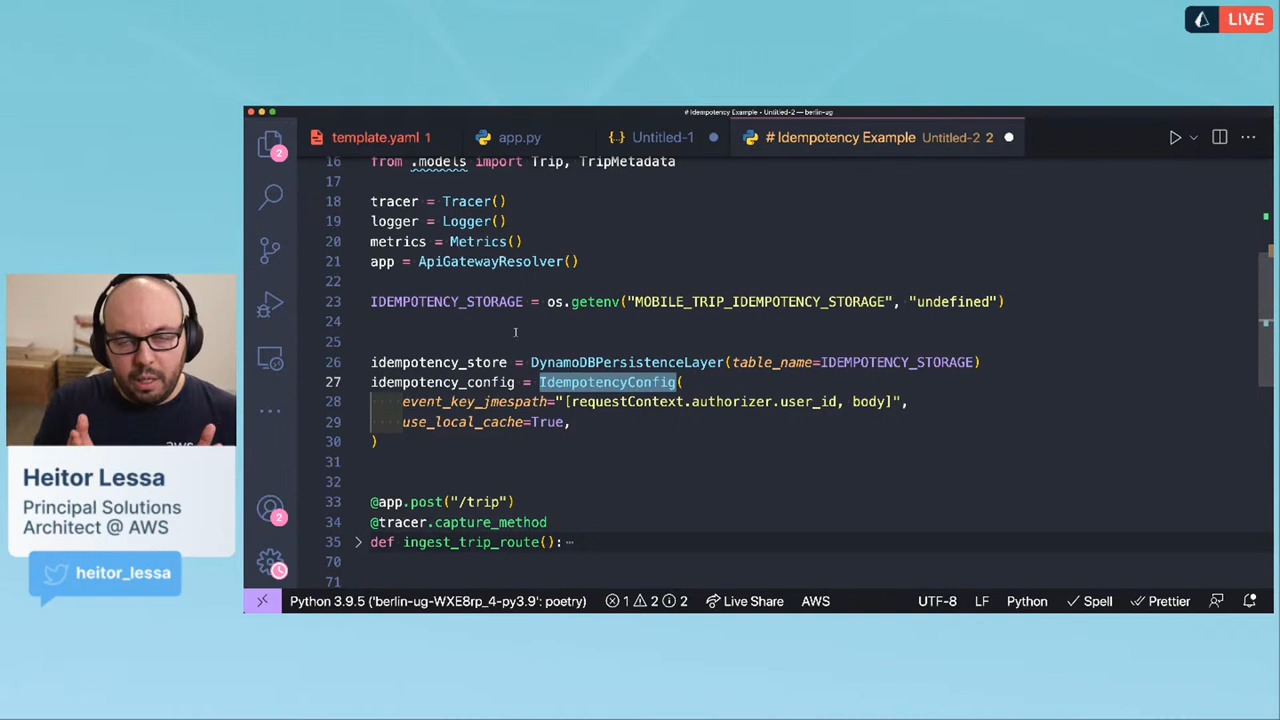 LIVE
# Idempotency Example - Untitled-2 — berlin-ug
template.yaml 1
app.py
{} Untitled-1
# Idempotency Example Untitled-2 2
16 from .models import Trip, TripMetadata
17
18 tracer = Tracer()
19 logger = Logger()
20 metrics = Metrics()
21 app = ApiGatewayResolver()
22
23 IDEMPOTENCY_STORAGE = os.getenv("MOBILE_TRIP_IDEMPOTENCY_STORAGE", "undefined")
24
25
26 idempotency_store = DynamoDBPersistenceLayer(table_name=IDEMPOTENCY_STORAGE)
27 idempotency_config = IdempotencyConfig(
28 event_key_jmespath="[requestContext.authorizer.user_id, body]",
29 use_local_cache=True,
30 )
31
32
33 @app.post("/trip")
34 @tracer.capture_method
35 def ingest_trip_route():
70
71
2
2
aws
Heitor Lessa
Principal Solutions
Architect @ AWS
heitor_lessa
Python 3.9.5 ('berlin-ug-WXE8rp_4-py3.9': poetry) 1 2 2 Live Share AWS UTF-8 LF Python Spell Prettier